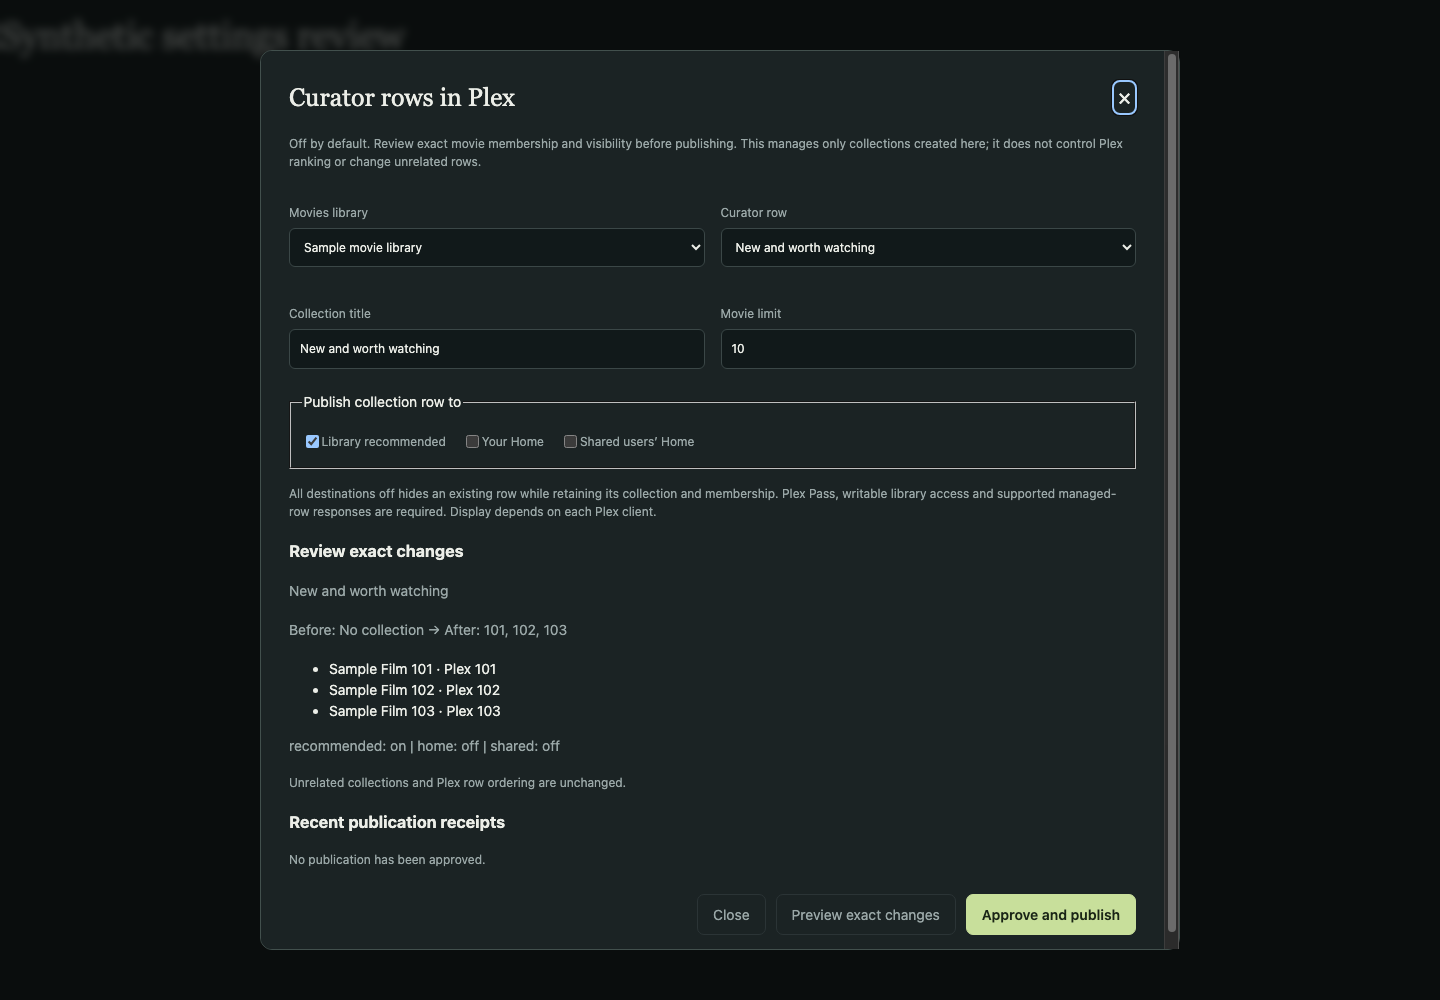 Synthetic settings review
Curator rows in Plex
×
Off by default. Review exact movie membership and visibility before publishing. This manages only collections created here; it does not control Plex
ranking or change unrelated rows.
Movies library
Curator row
Sample movie library
New and worth watching
Collection title
Movie limit
New and worth watching
10
Publish collection row to
Library recommended
Your Home
Shared users’ Home
All destinations off hides an existing row while retaining its collection and membership. Plex Pass, writable library access and supported managed-
row responses are required. Display depends on each Plex client.
Review exact changes
New and worth watching
Before: No collection → After: 101, 102, 103
• Sample Film 101 · Plex 101
• Sample Film 102 · Plex 102
• Sample Film 103 · Plex 103
recommended: on | home: off | shared: off
Unrelated collections and Plex row ordering are unchanged.
Recent publication receipts
No publication has been approved.
Close
Preview exact changes
Approve and publish